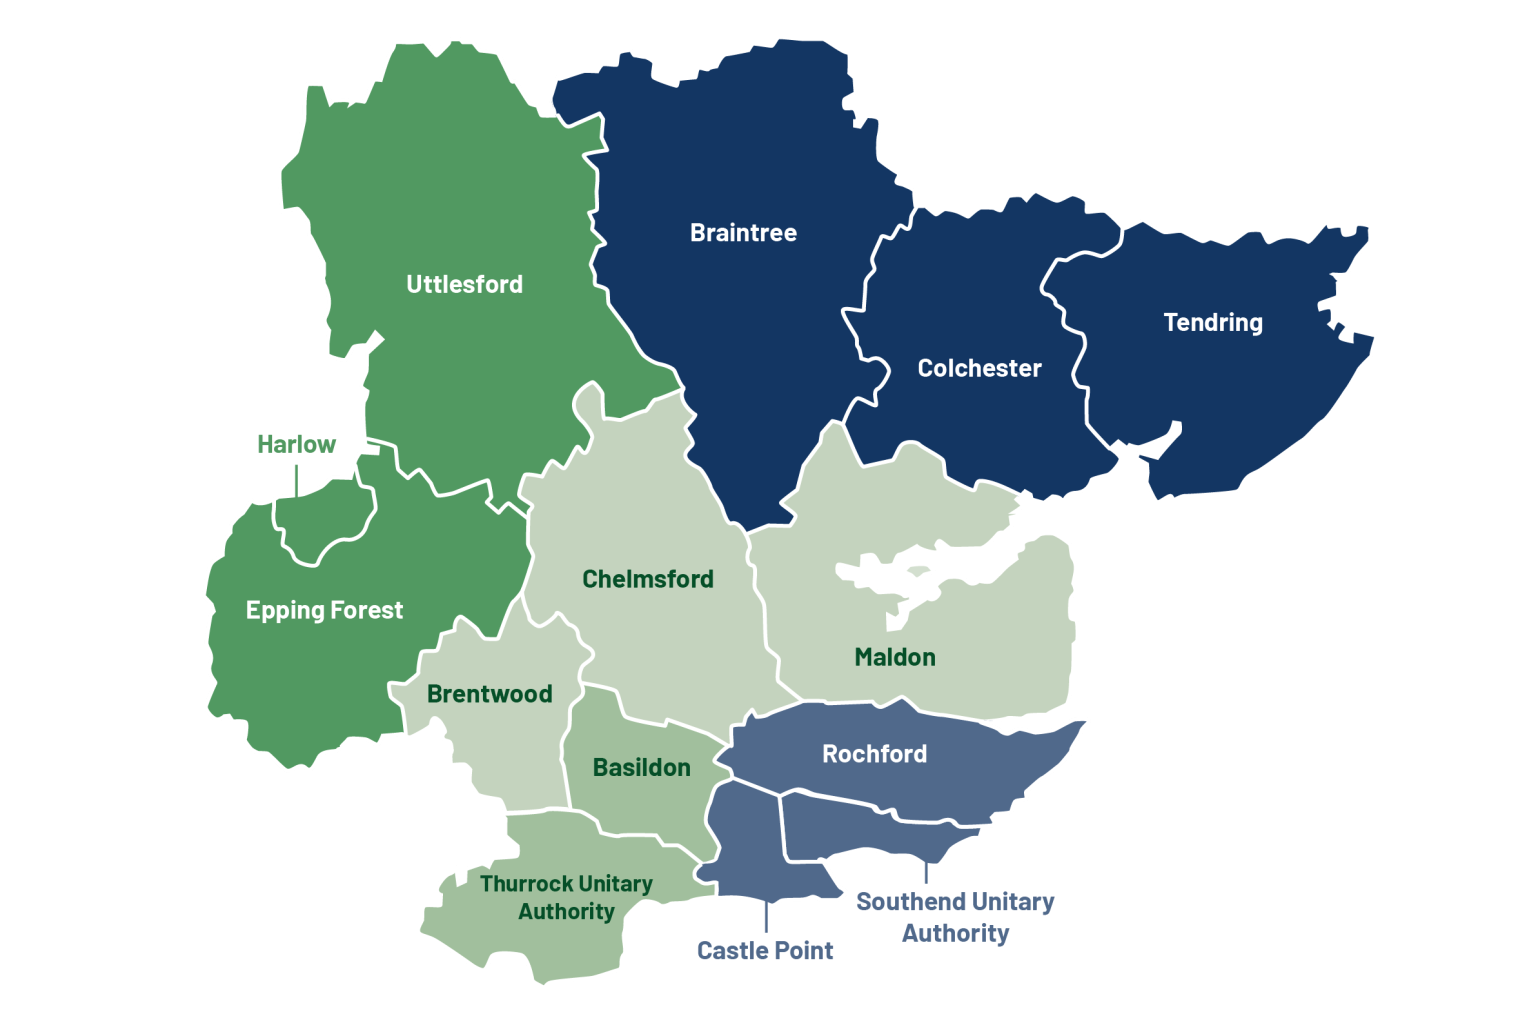 Braintree
Uttlesford
Tendring
Colchester
Harlow
Chelmsford
Epping Forest
Maldon
Brentwood
Rochford
Basildon
Thurrock Unitary
Authority
Southend Unitary
Authority
Castle Point